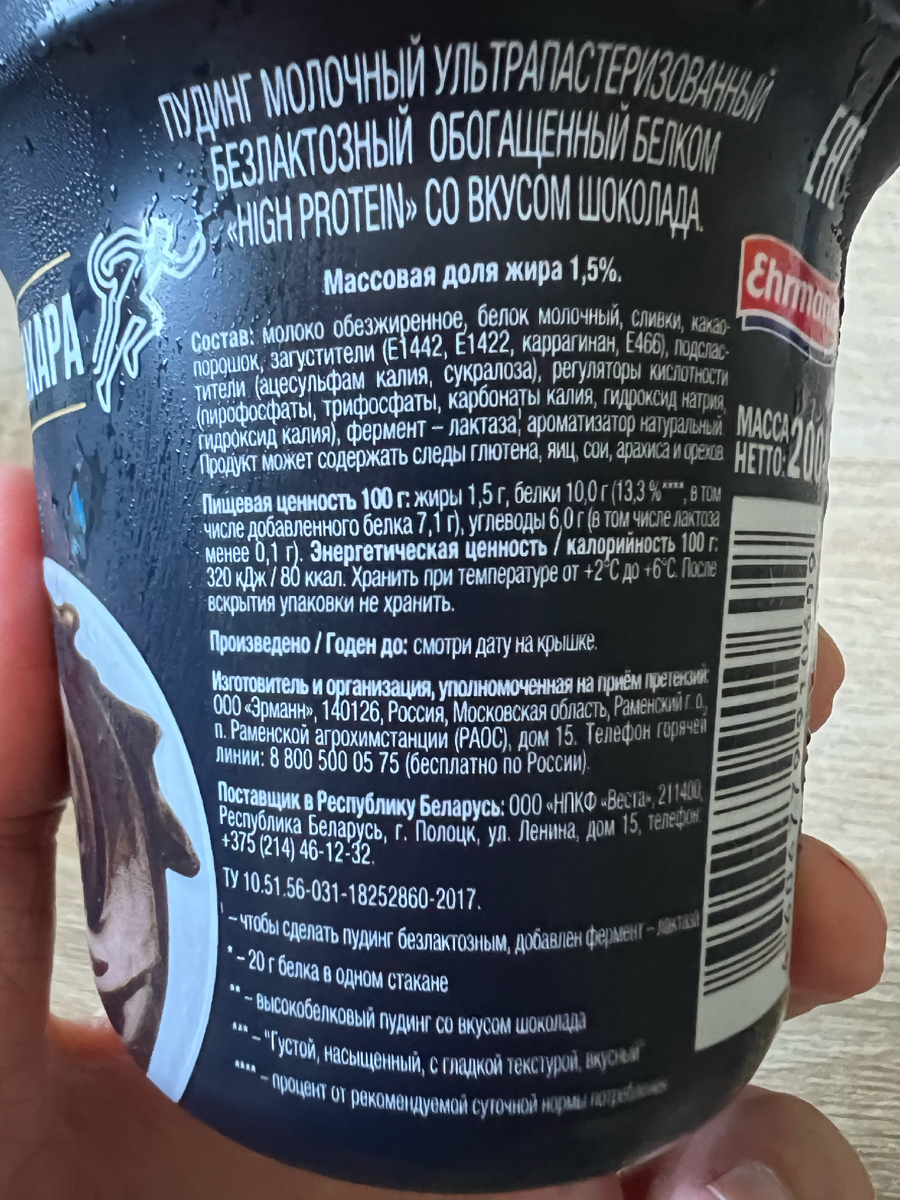 ПУДИНГ МОЛОЧНЫЙ УЛЬТРАПАСТЕРИЗОВАННЫЙ
БЕЗЛАКТОЗНЫЙ ОБОГАЩЕННЫЙ БЕЛКОМ
«HIGH PROTEIN» СО ВКУСОМ ШОКОЛАДА.
Массовая доля жира 1,5%.
Состав: молоко обезжиренное, белок молочный, сливки, какао-
порошок, загустители (Е1442, Е1422, каррагинан, Е466), подслас-
тители (ацесульфам калия, сукралоза), регуляторы кислотности
(пирофосфаты, трифосфаты, карбонаты калия, гидроксид натрия,
гидроксид калия), фермент – лактаза¹, ароматизатор натуральный.
Продукт может содержать следы глютена, яиц, сои, арахиса и орехов.
Пищевая ценность 100 г: жиры 1,5 г, белки 10,0 г (13,3 %****, в том
числе добавленного белка 7,1 г), углеводы 6,0 г (в том числе лактоза
менее 0,1 г). Энергетическая ценность / калорийность 100 г:
320 кДж / 80 ккал. Хранить при температуре от +2°С до +6°С. После
вскрытия упаковки не хранить.
Произведено / Годен до: смотри дату на крышке.
Изготовитель и организация, уполномоченная на приём претензий:
ООО «Эрманн», 140126, Россия, Московская область, Раменский г. о.,
п. Раменской агрохимстанции (РАОС), дом 15. Телефон горячей
линии: 8 800 500 05 75 (бесплатно по России).
Поставщик в Республику Беларусь: ООО «НПКФ «Веста», 211400,
Республика Беларусь, г. Полоцк, ул. Ленина, дом 15, телефон:
+375 (214) 46-12-32.
ТУ 10.51.56-031-18252860-2017.
¹ – чтобы сделать пудинг безлактозным, добавлен фермент – лактаза
* – 20 г белка в одном стакане
** – высокобелковый пудинг со вкусом шоколада
*** – "Густой, насыщенный, с гладкой текстурой, вкусный"
**** – процент от рекомендуемой суточной нормы потребления
ЕАС
Ehrmann
МАССА
НЕТТО: 200